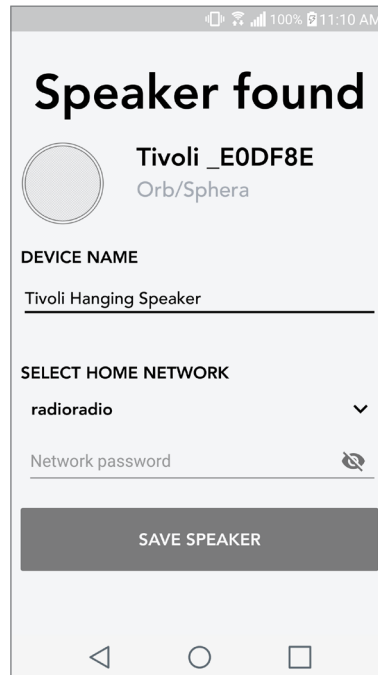 100% 11:10 AM
Speaker found
Tivoli _E0DF8E
Orb/Sphera
DEVICE NAME
Tivoli Hanging Speaker
SELECT HOME NETWORK
radioradio
Network password
SAVE SPEAKER